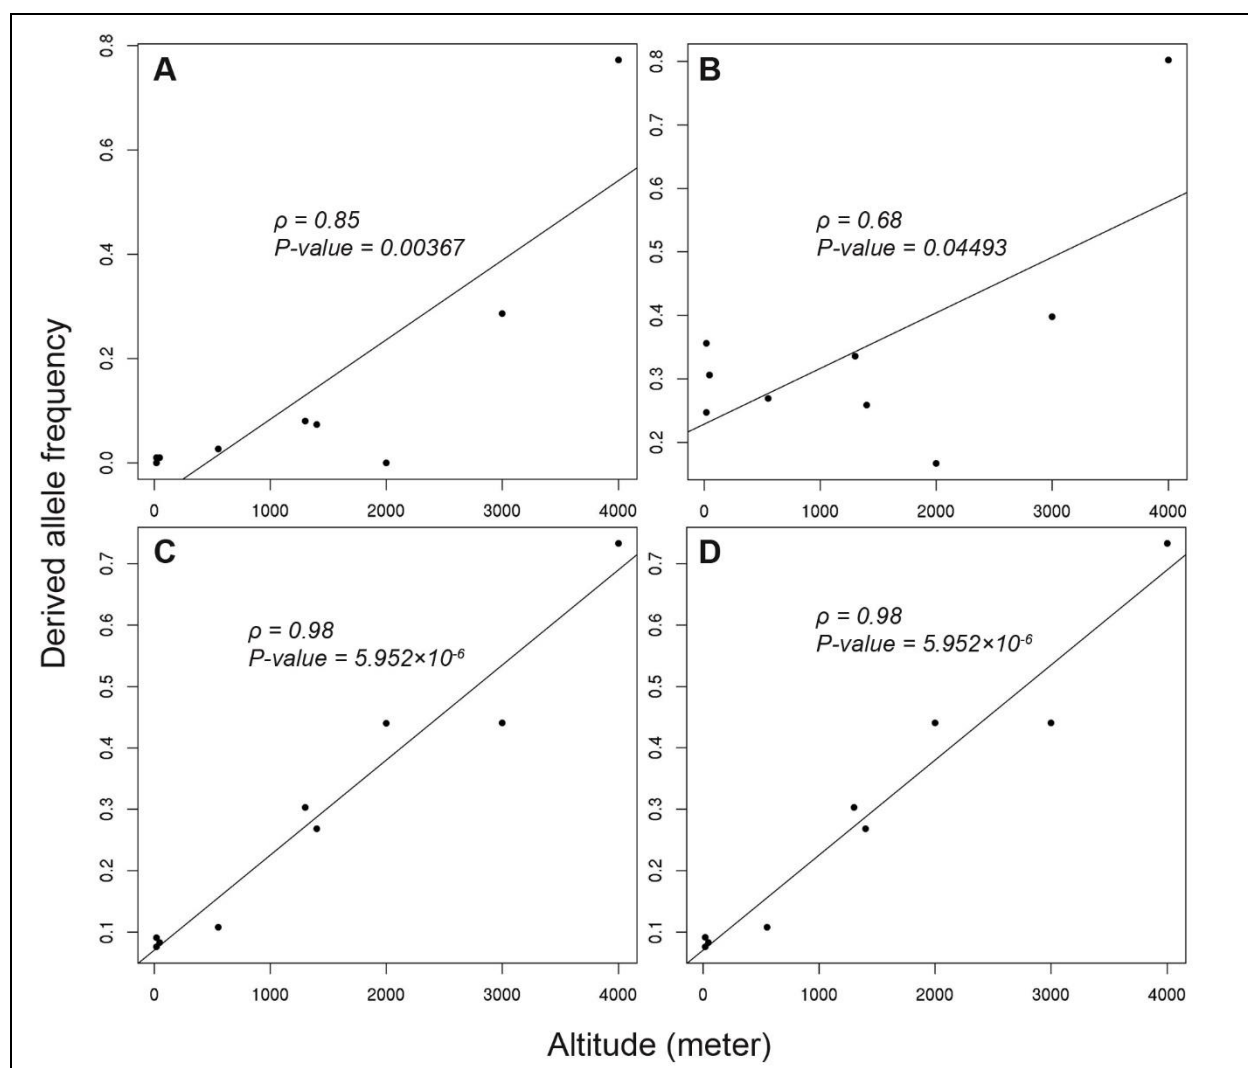 A
B
0.8
0.6
0.4
0.2
0.0
ρ = 0.85
P-value = 0.00367
0 1000 2000 3000 4000
0.8
0.7
0.6
0.5
0.4
0.3
0.2
ρ = 0.68
P-value = 0.04493
0 1000 2000 3000 4000
Derived allele frequency
C
0.7
0.6
0.5
0.4
0.3
0.2
0.1
ρ = 0.98
P-value = 5.952×10⁻⁶
0 1000 2000 3000 4000
D
0.7
0.6
0.5
0.4
0.3
0.2
0.1
ρ = 0.98
P-value = 5.952×10⁻⁶
0 1000 2000 3000 4000
Altitude (meter)